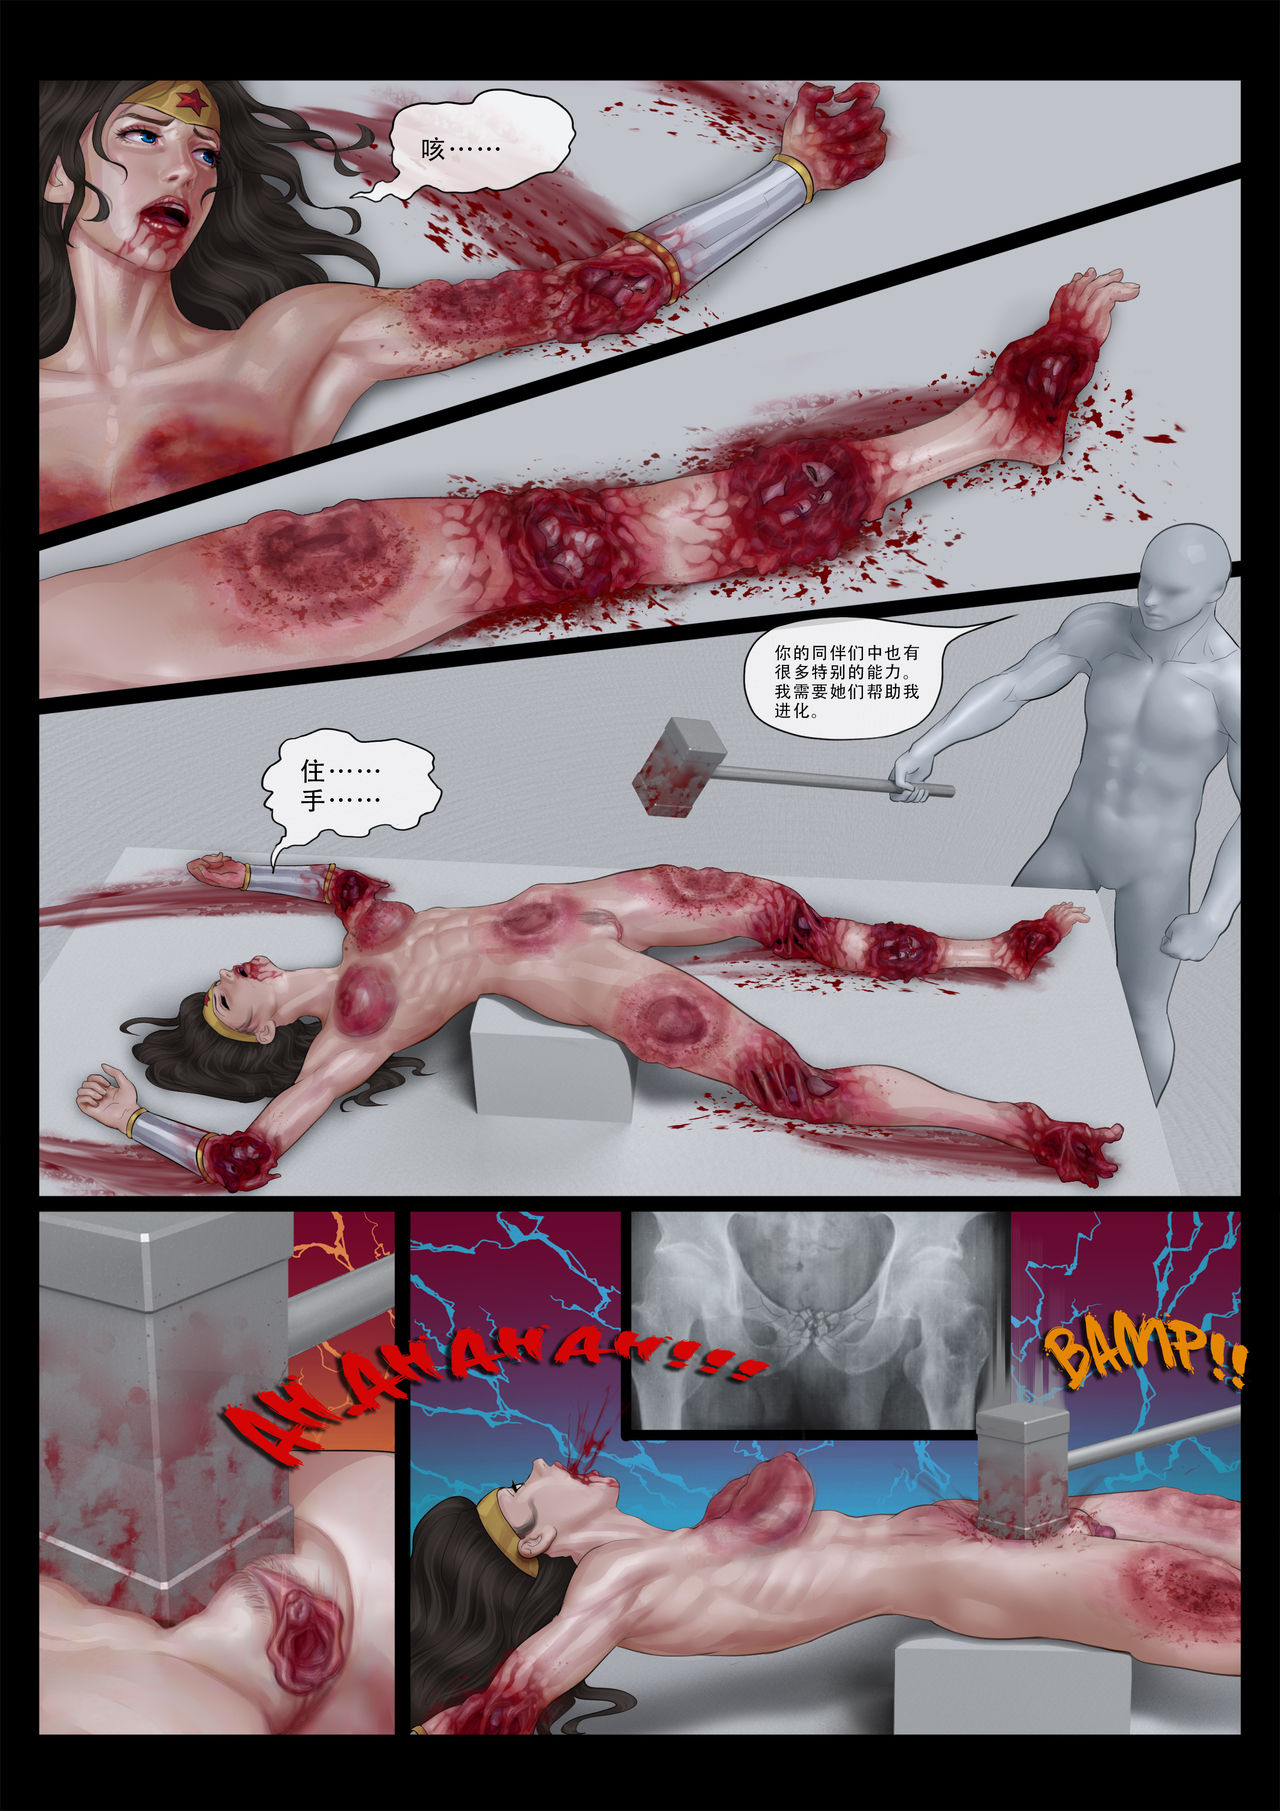 咳……
你的同伴们中也有
很多特别的能力。
我需要她们帮助我
进化。
住……
手……
AHAHAHAHAH!!!
BAMP!!